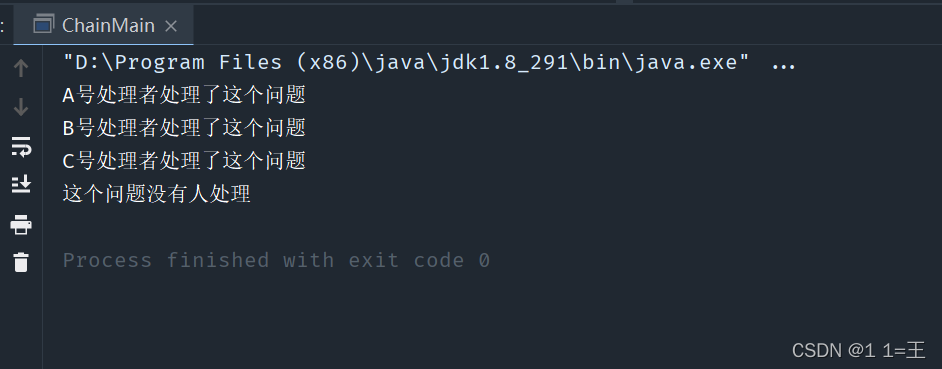 : ChainMain ×
"D:\Program Files (x86)\java\jdk1.8_291\bin\java.exe" ...
A号处理者处理了这个问题
B号处理者处理了这个问题
C号处理者处理了这个问题
这个问题没有人处理
Process finished with exit code 0
CSDN @1 1=王